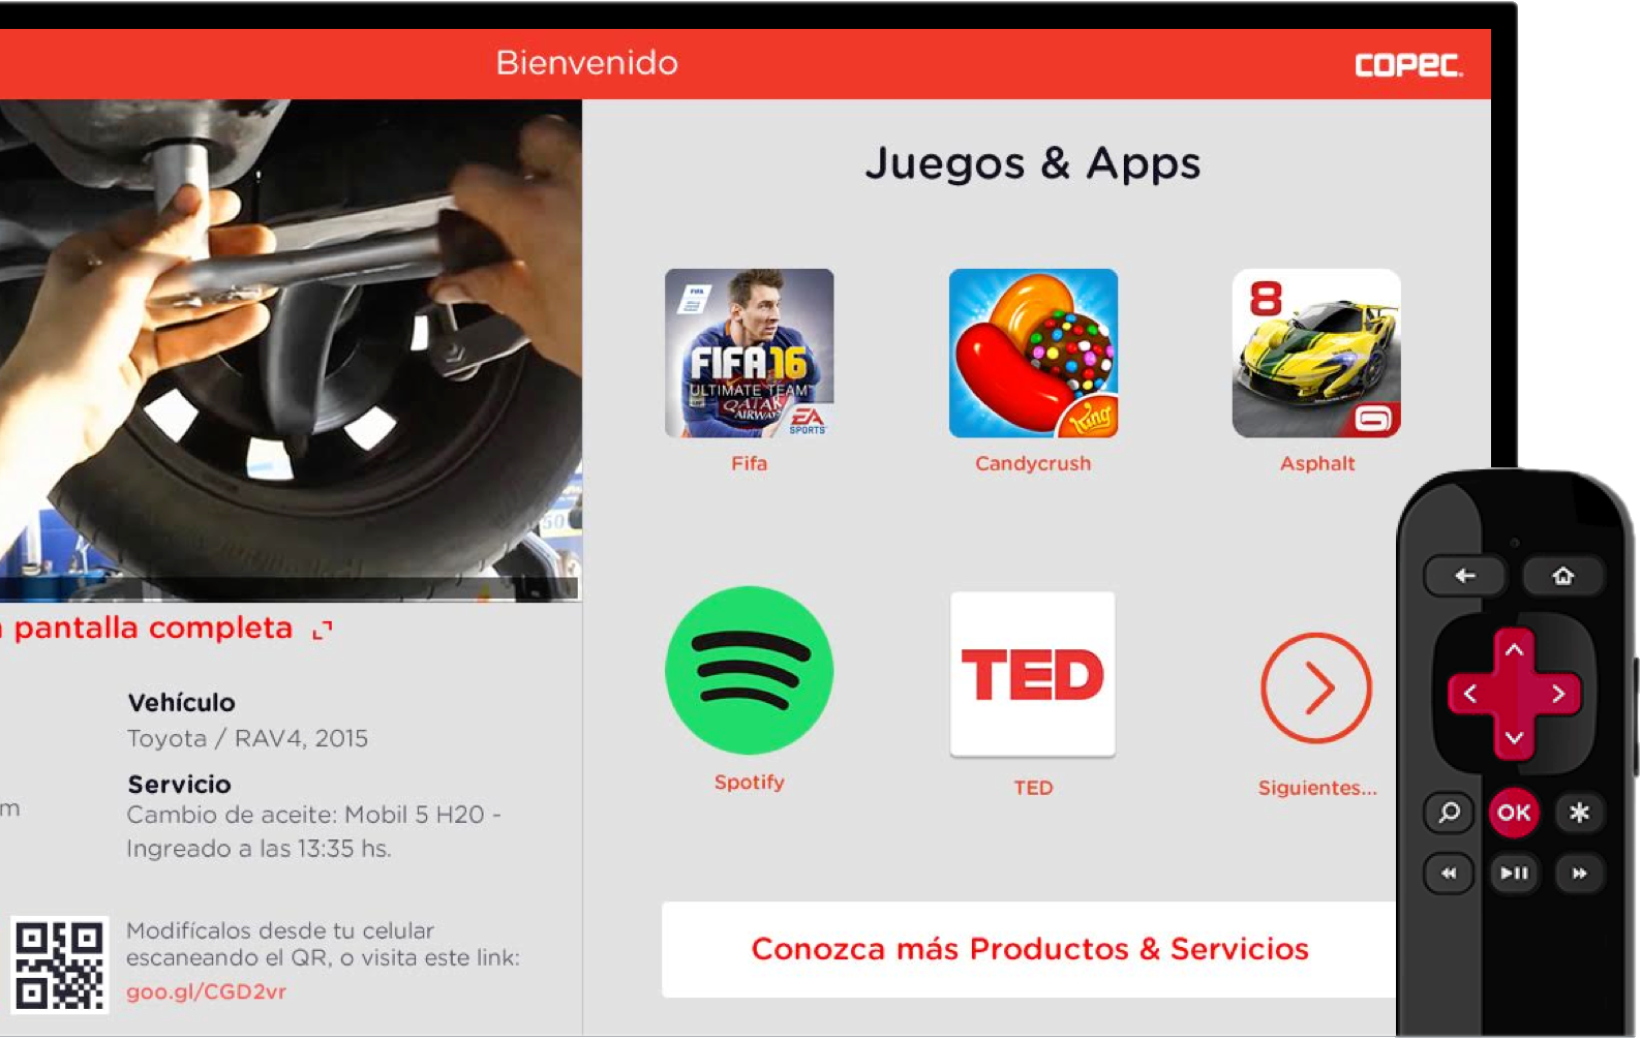 Bienvenido
COPEC.
pantalla completa
Vehículo
Toyota / RAV4, 2015
Servicio
Cambio de aceite: Mobil 5 H20 -
Ingreado a las 13:35 hs.
m
Modifícalos desde tu celular
escaneando el QR, o visita este link:
goo.gl/CGD2vr
Juegos & Apps
FIFA
FIFA 16
ULTIMATE TEAM
QATAR
AIRWAYS
EA
SPORTS
Fifa
King
Candycrush
8
Asphalt
Spotify
TED
TED
Siguientes...
Conozca más Productos & Servicios
OK